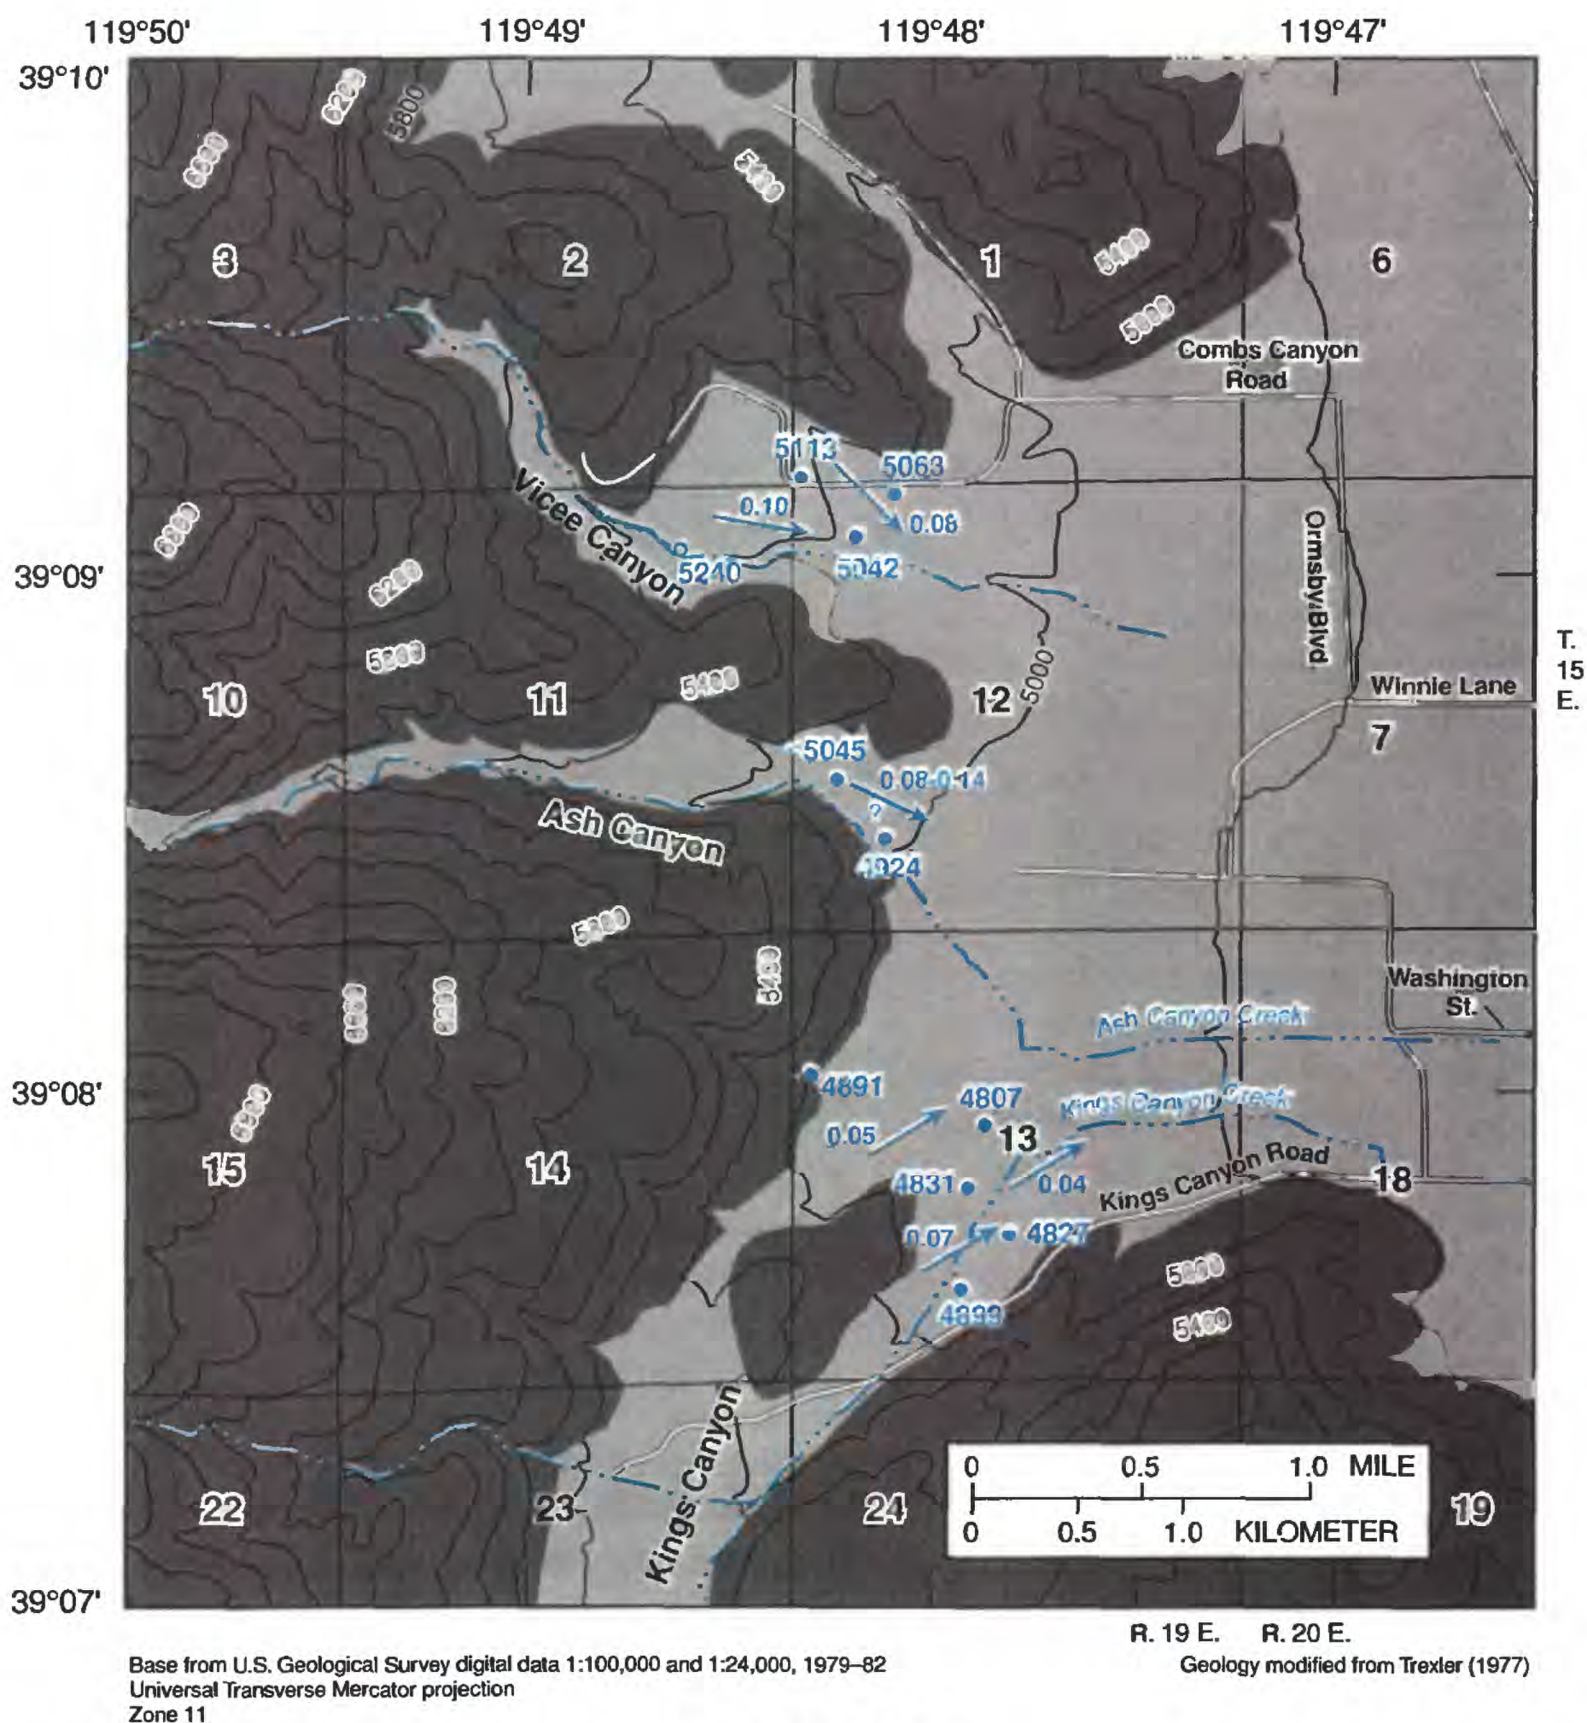 119°50' 119°49' 119°48' 119°47'
39°10'
5800
3 2 1 6
5400
5000
Combs Canyon
Road
5113
5063
Vicee Canyon
0.10
0.08
Ormsby Blvd.
39°09'
6200
5240
5042
T.
15
E.
5400
5000
10 11 12
Winnie Lane
7
5045
0.08-0.14
?
Ash Canyon
4924
Washington
St.
Ash Canyon Creek
39°08'
4891
4807
Kings Canyon Creek
0.05
13
15 14
4831
0.04
Kings Canyon Road
18
0.07
4827
Kings Canyon
0 0.5 1.0 MILE
0 0.5 1.0 KILOMETER
22 23 24 19
39°07'
R. 19 E. R. 20 E.
Base from U.S. Geological Survey digital data 1:100,000 and 1:24,000, 1979–82
Universal Transverse Mercator projection
Zone 11
Geology modified from Trexler (1977)